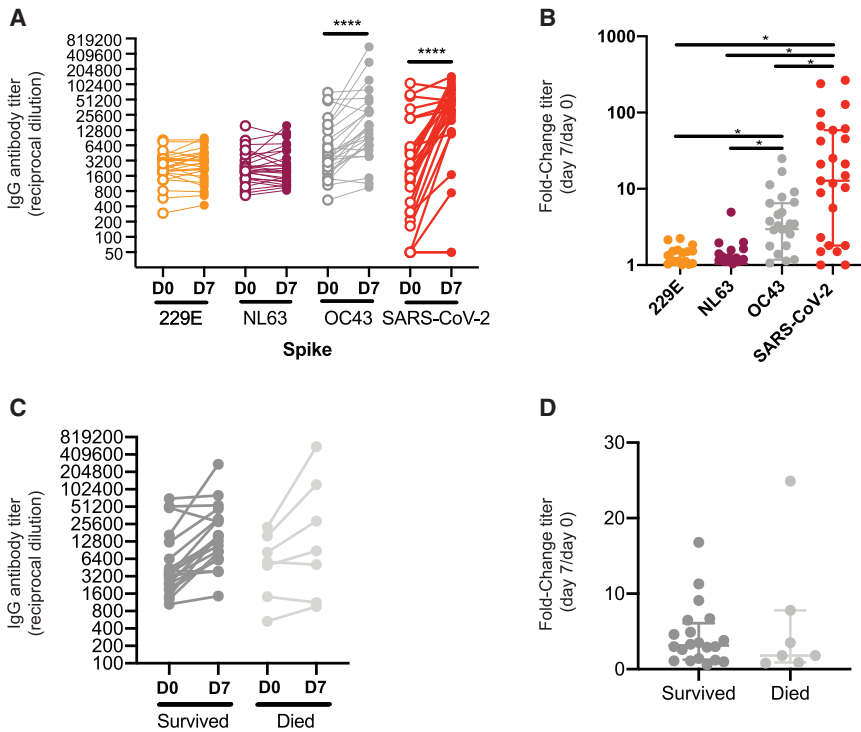 A
IgG antibody titer
(reciprocal dilution)
819200
409600
204800
102400
51200
25600
12800
6400
3200
1600
800
400
200
100
50
****
****
D0 D7 D0 D7 D0 D7 D0 D7
229E NL63 OC43 SARS-CoV-2
Spike
B
Fold-Change titer
(day 7/day 0)
1000
100
10
1
*
*
*
*
*
229E
NL63
OC43
SARS-CoV-2
C
IgG antibody titer
(reciprocal dilution)
819200
409600
204800
102400
51200
25600
12800
6400
3200
1600
800
400
200
100
D0 D7 D0 D7
Survived Died
D
Fold-Change titer
(day 7/day 0)
30
20
10
0
Survived Died